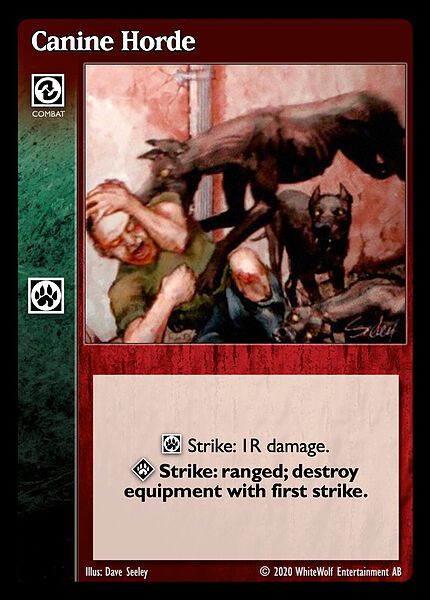 Canine Horde
COMBAT
Strike: 1R damage.
Strike: ranged; destroy
equipment with first strike.
Illus: Dave Seeley
© 2020 WhiteWolf Entertainment AB